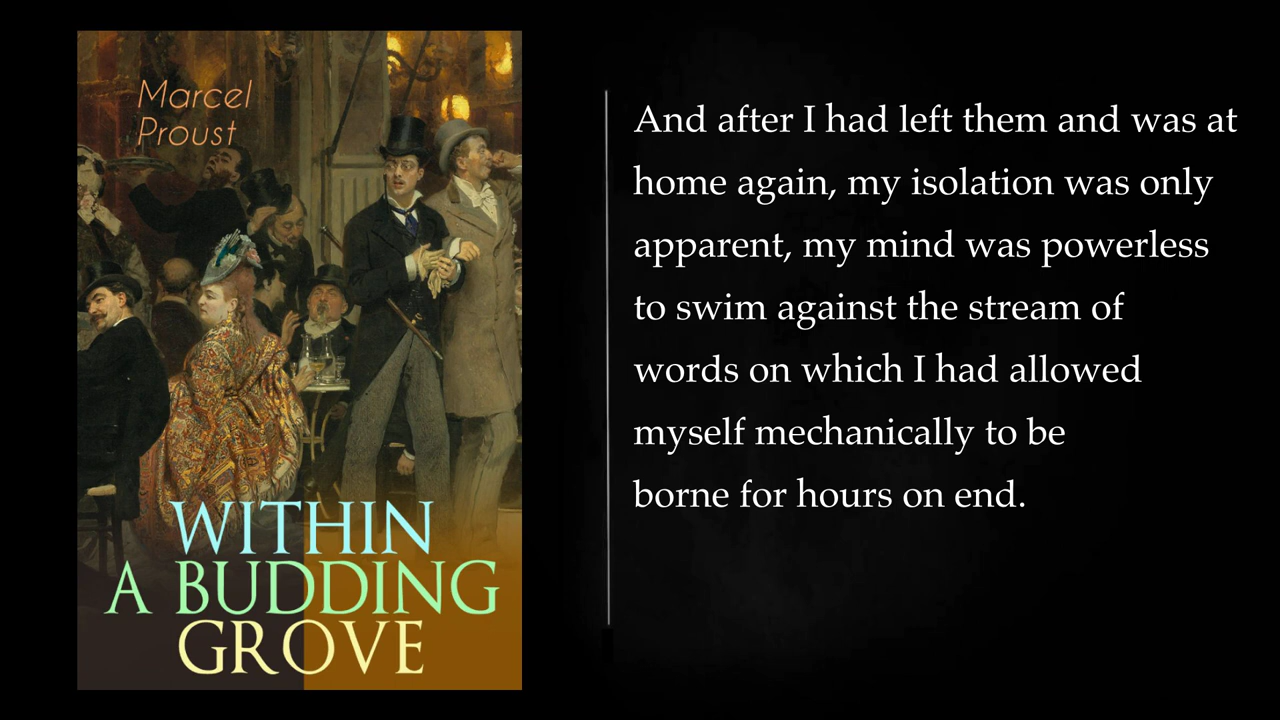 Marcel
Proust
WITHIN
A BUDDING
GROVE
And after I had left them and was at
home again, my isolation was only
apparent, my mind was powerless
to swim against the stream of
words on which I had allowed
myself mechanically to be
borne for hours on end.